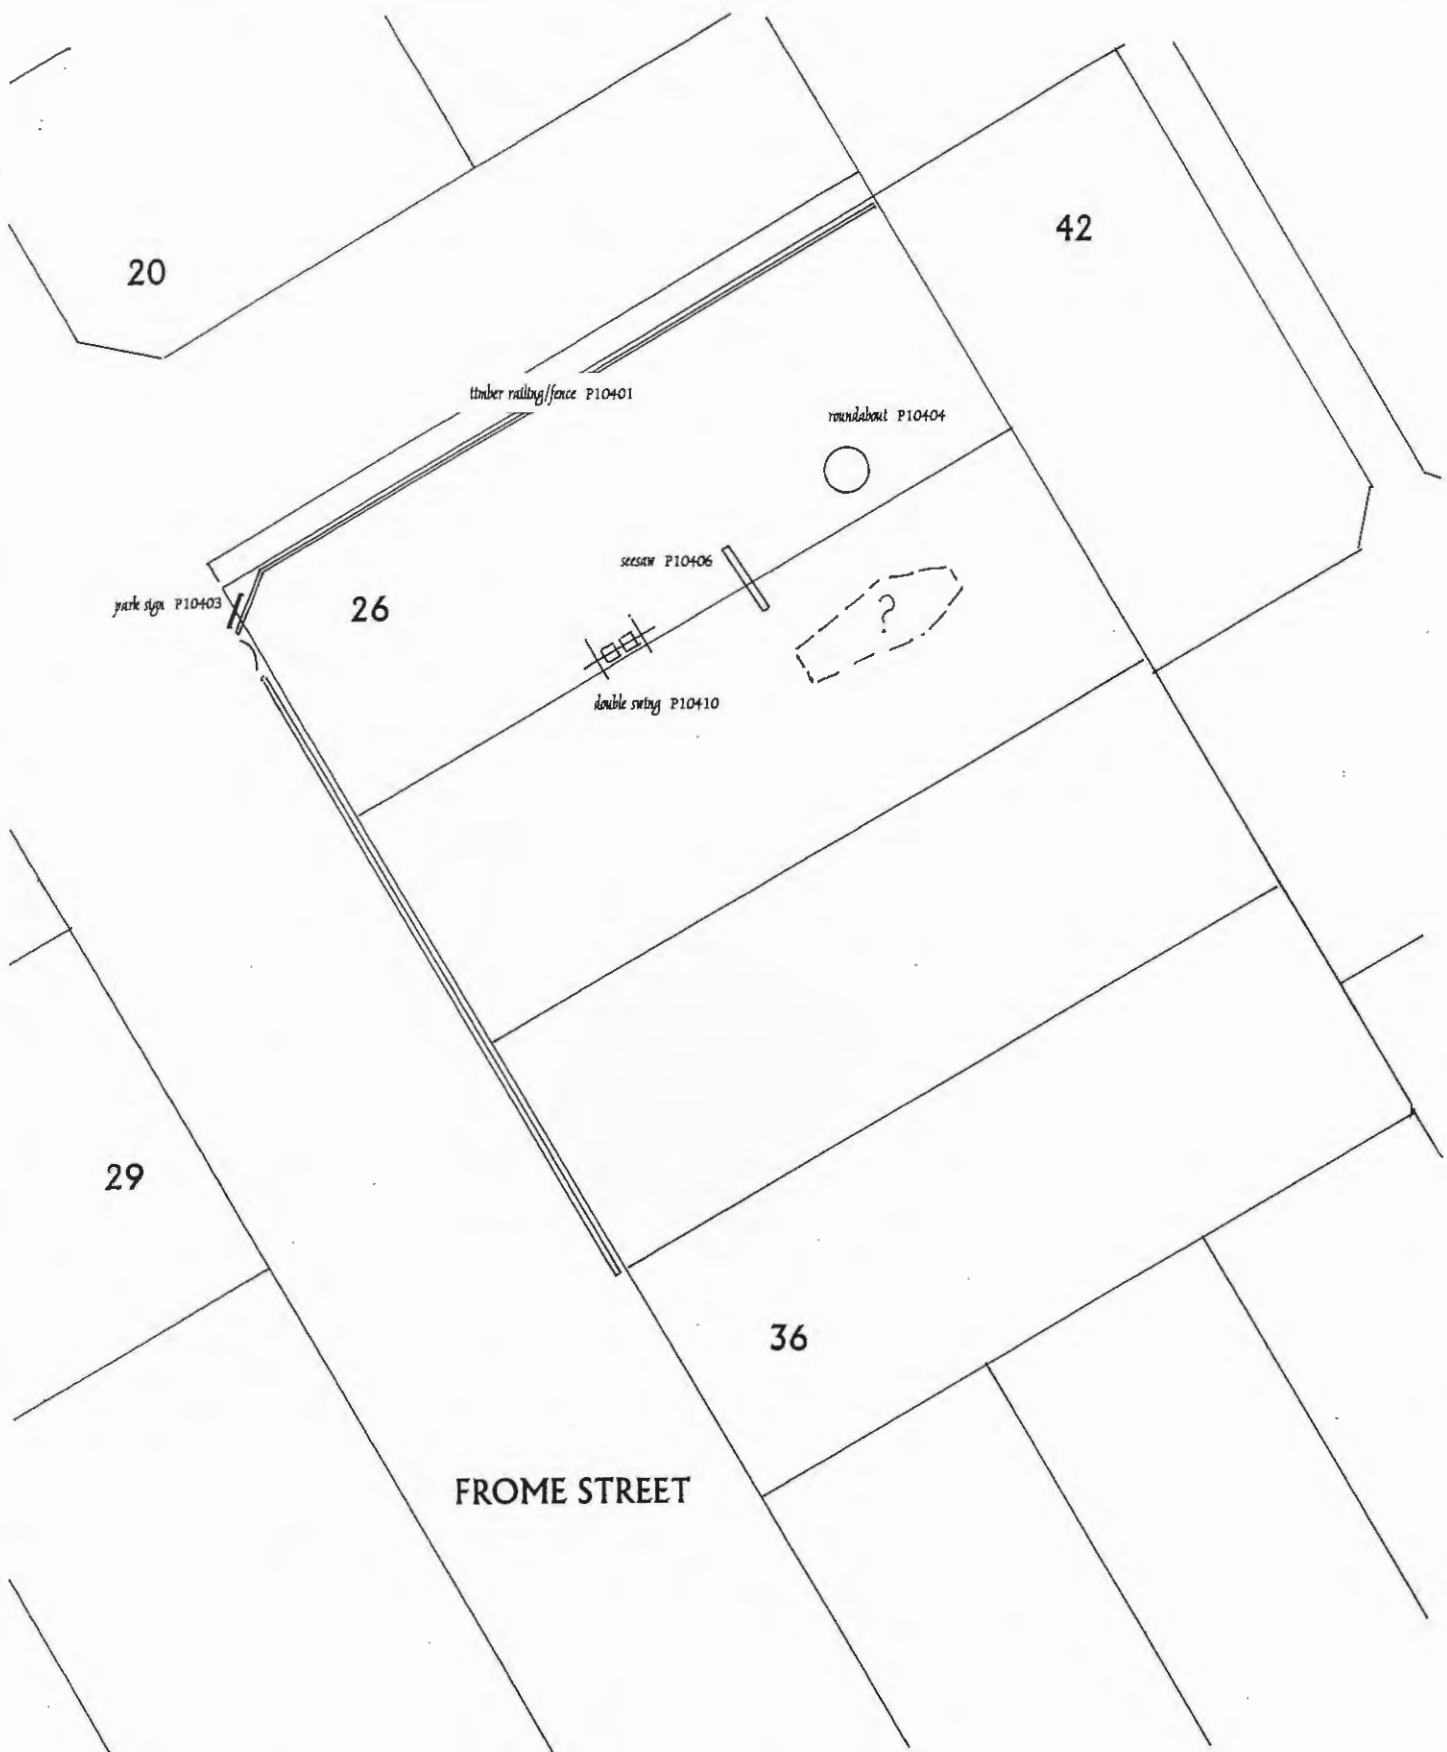 42
20
timber railing/fence P10401
roundabout P10404
seesaw P10406
?
park sign P10403
26
double swing P10410
29
36
FROME STREET